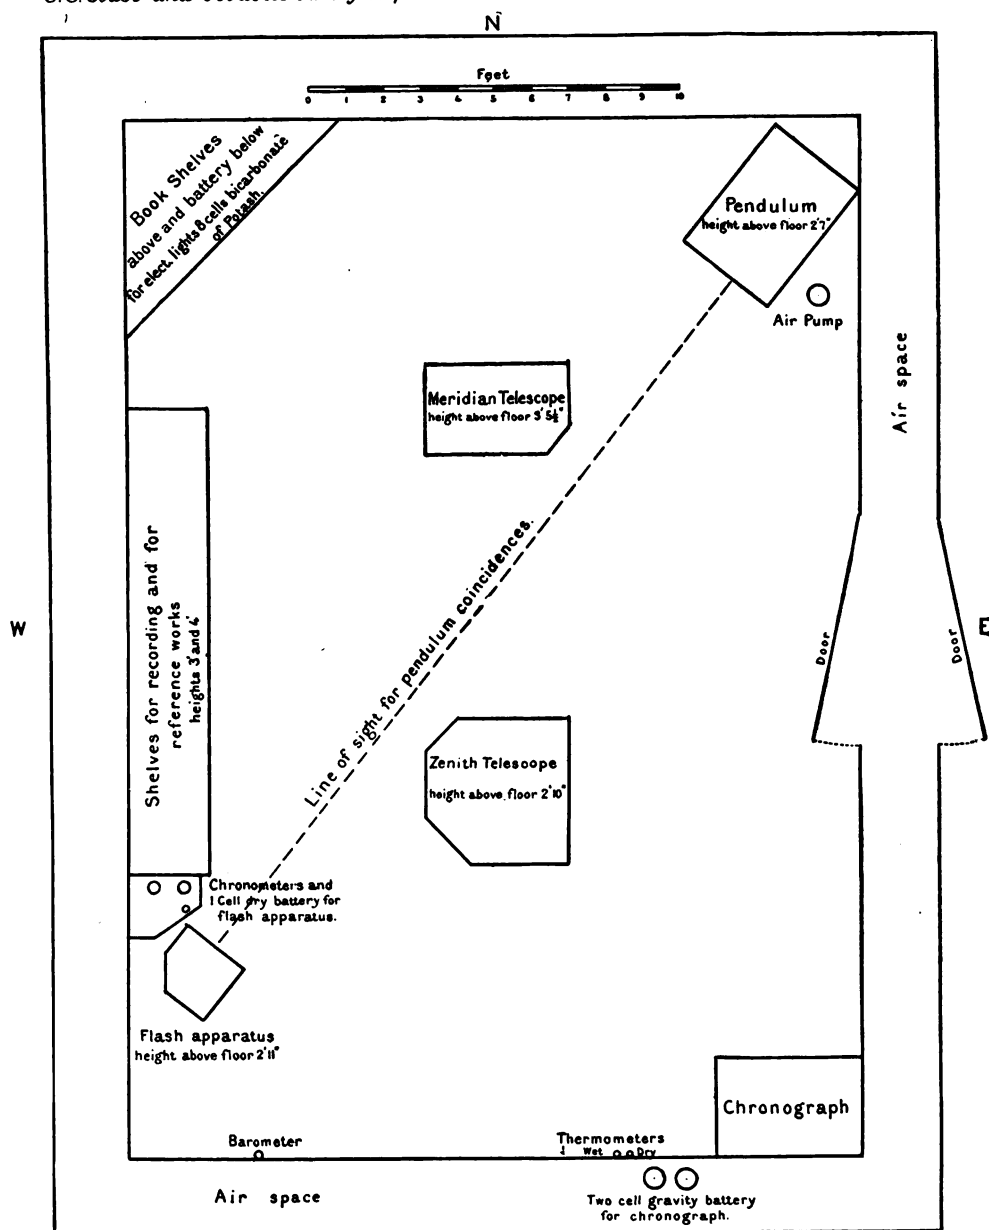 N
Feet
0 1 2 3 4 5 6 7 8 9 10
Book Shelves
above and battery below
for elect. lights 8 cells bicarbonate
of Potash.
Pendulum
height above floor 2'7"
Air Pump
Air space
Meridian Telescope
height above floor 3' 5½"
Line of sight for pendulum coincidences.
Shelves for recording and for
reference works
heights 3' and 4'
W
E
Door
Door
Zenith Telescope
height above floor 2'10"
Chronometers and
1 Cell dry battery for
flash apparatus.
Flash apparatus
height above floor 2'11"
Chronograph
Barometer
Thermometers
Wet Dry
Air space
Two cell gravity battery
for chronograph.